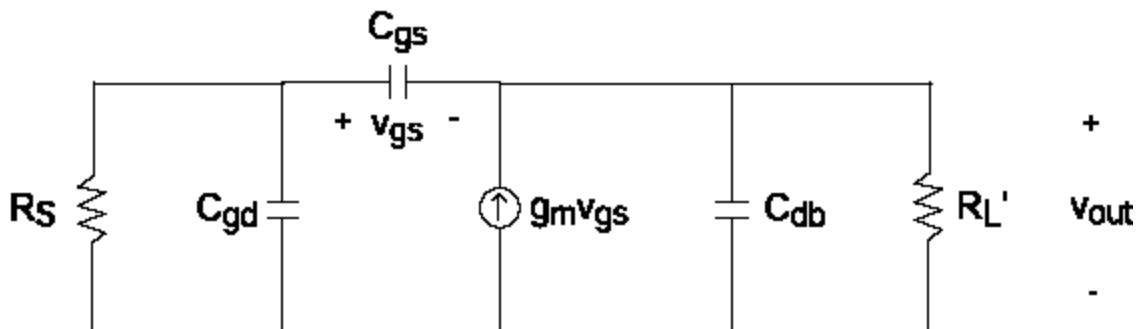 Cgs
+ vgs - +
RS Cgd gmvgs Cdb RL' vout
-